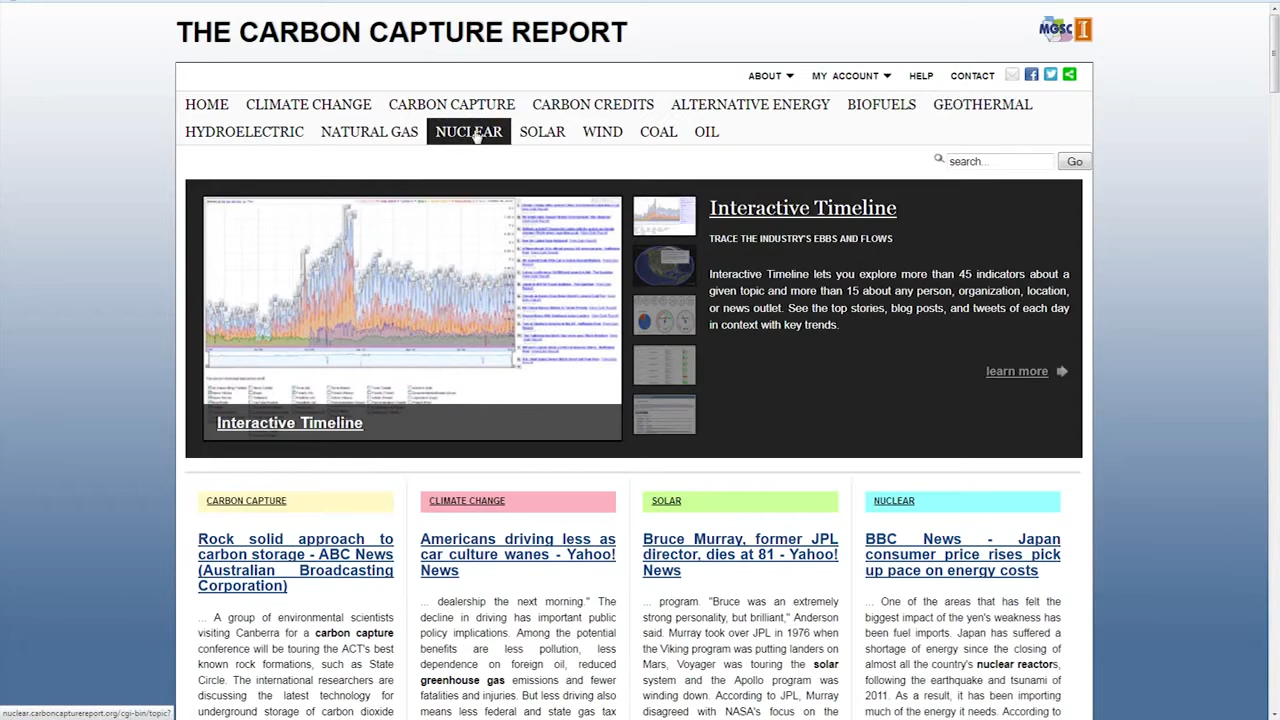 THE CARBON CAPTURE REPORT
MGSC I
ABOUT MY ACCOUNT HELP CONTACT
HOME CLIMATE CHANGE CARBON CAPTURE CARBON CREDITS ALTERNATIVE ENERGY BIOFUELS GEOTHERMAL
HYDROELECTRIC NATURAL GAS NUCLEAR SOLAR WIND COAL OIL
search... Go
Interactive Timeline
Interactive Timeline
Interactive Timeline lets you explore more than 45 indicators about a
given topic and more than 15 about any person, organization, location,
or news outlet and the top stories, blog posts, and tweets for each day
in context with key trends.
learn more
CARBON CAPTURE
Rock solid approach to
carbon storage - ABC News
(Australian Broadcasting
Corporation)
... A group of environmental scientists
visiting Canberra for a carbon capture
conference will be touring the ACT's best
known rock formations, such as State
Circle. The international researchers are
discussing the latest technology for
underground storage of carbon dioxide
CLIMATE CHANGE
Americans driving less as
car culture wanes - Yahoo!
News
... dealership the next morning." The
decline in driving has important public
policy implications. Among the potential
benefits are less pollution, less
dependence on foreign oil, reduced
greenhouse gas emissions and fewer
fatalities and injuries. But less driving also
means less federal and state gas tax
SOLAR
Bruce Murray, former JPL
director, dies at 81 - Yahoo!
News
... program. "Bruce was an extremely
strong personality, but brilliant," Anderson
said. Murray took over JPL in 1976 when
the Viking program was putting landers on
Mars, Voyager was touring the solar
system and the Apollo program was
winding down. According to JPL, Murray
disagreed with NASA's focus on the
NUCLEAR
BBC News - Japan
consumer price rises pick
up pace on energy costs
... One of the areas that has felt the
biggest impact of the yen's weakness has
been fuel imports. Japan has suffered a
shortage of energy since the closing of
almost all the country's nuclear reactors,
following the earthquake and tsunami of
2011. As a result, it has been importing
much of the energy it needs. According to
nuclear.carboncapturereport.org/cgi-bin/topic?